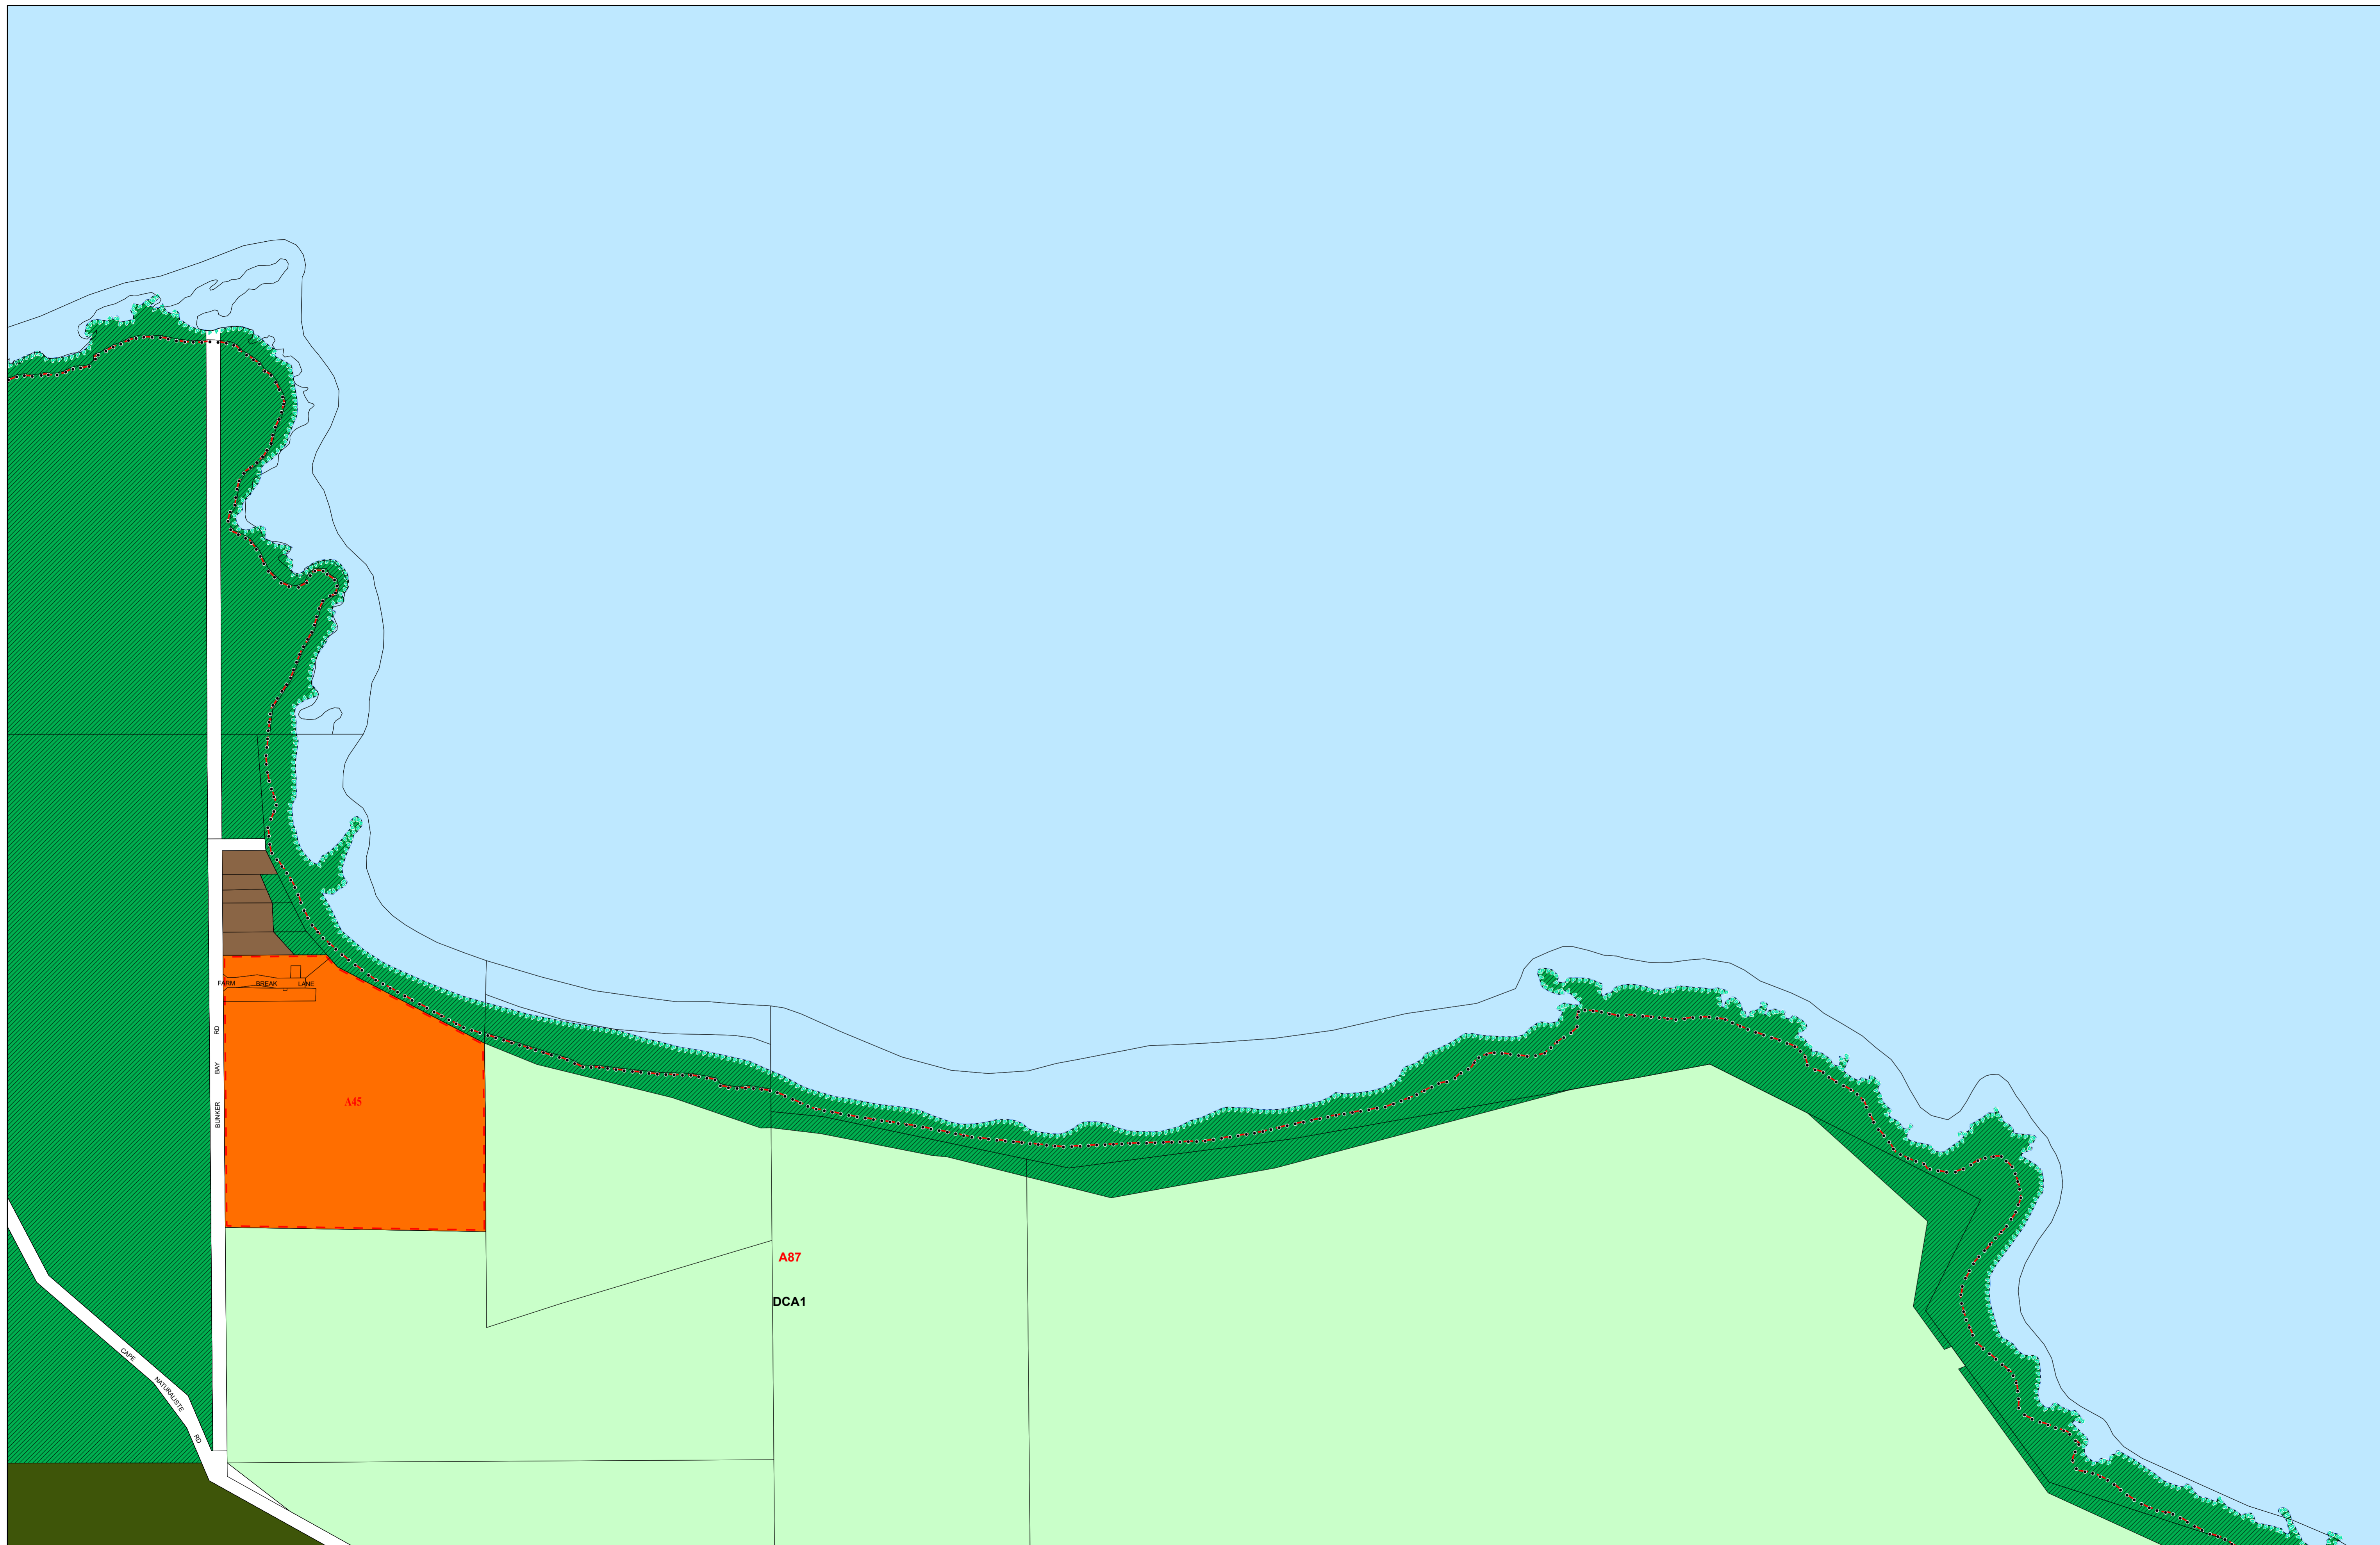 FARM BREAK LANE
BUNKER BAY RD
A45
A87
DCA1
CAPE NATURALISTE RD